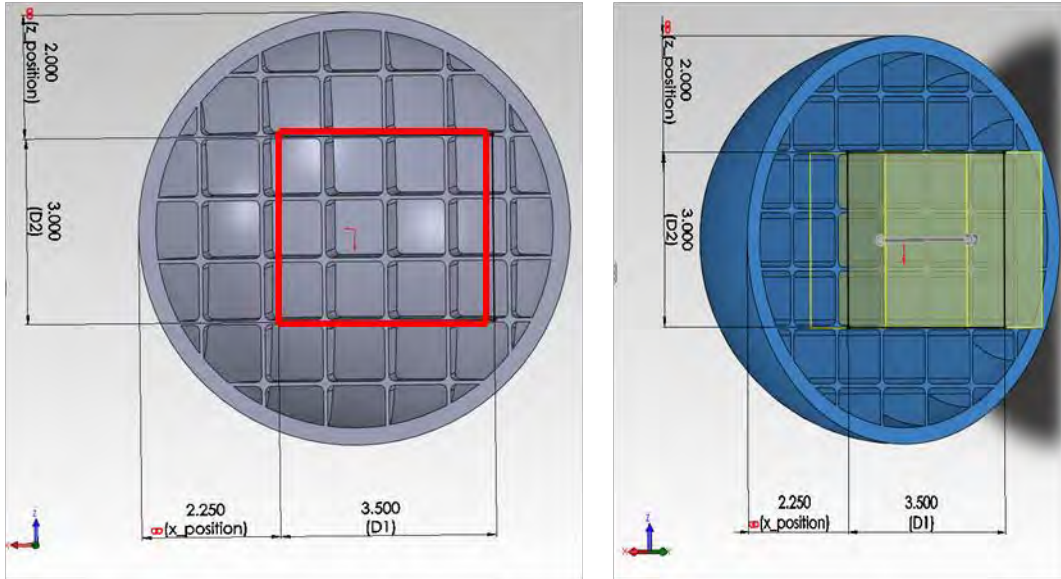 2.000
(z_position)
3.000
(D2)
2.250
(x_position)
3.500
(D1)
Z
X
2.000
(z_position)
3.000
(D2)
2.250
(x_position)
3.500
(D1)
Z
X